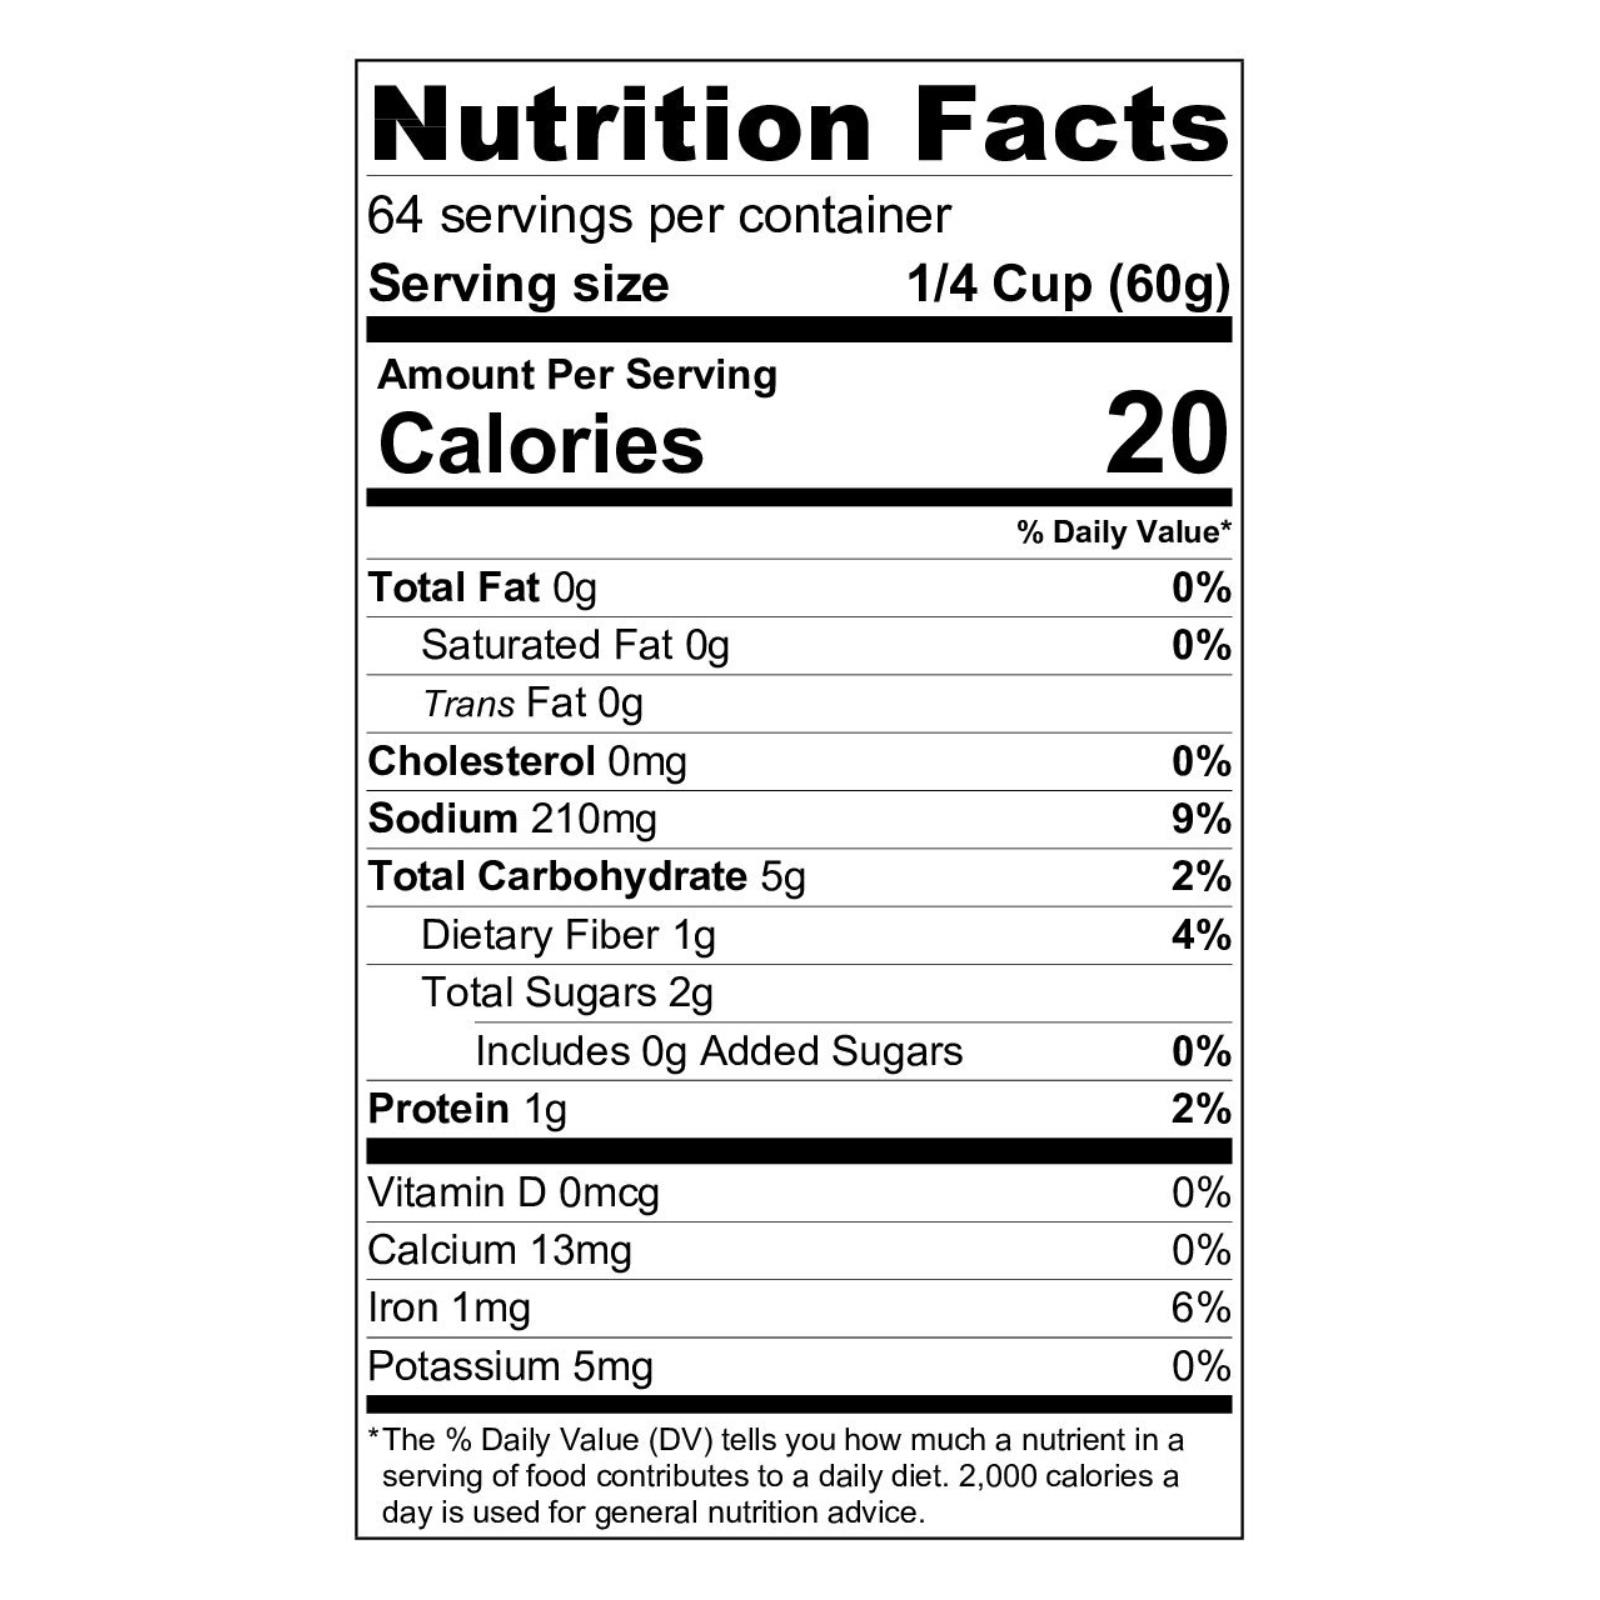 Nutrition Facts
64 servings per container
Serving size 1/4 Cup (60g)
Amount Per Serving
Calories 20
% Daily Value*
Total Fat 0g 0%
Saturated Fat 0g 0%
Trans Fat 0g
Cholesterol 0mg 0%
Sodium 210mg 9%
Total Carbohydrate 5g 2%
Dietary Fiber 1g 4%
Total Sugars 2g
Includes 0g Added Sugars 0%
Protein 1g 2%
Vitamin D 0mcg 0%
Calcium 13mg 0%
Iron 1mg 6%
Potassium 5mg 0%
*The % Daily Value (DV) tells you how much a nutrient in a
serving of food contributes to a daily diet. 2,000 calories a
day is used for general nutrition advice.